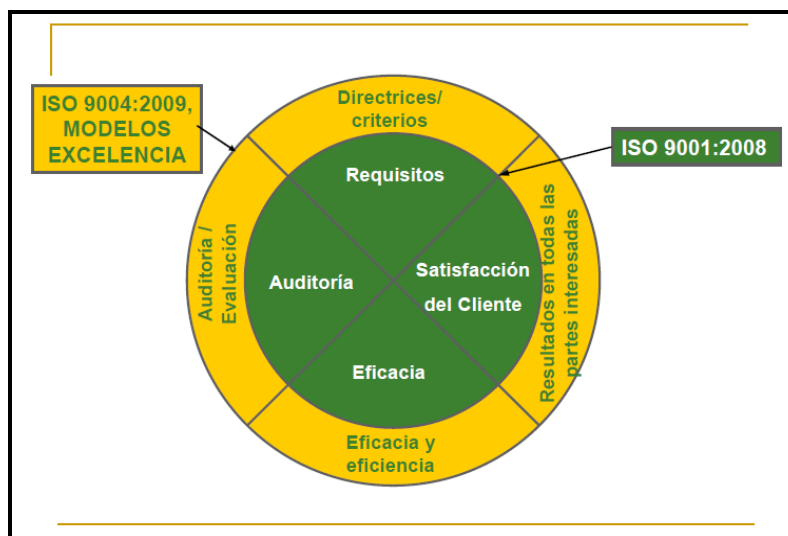 ISO 9004:2009,
MODELOS
EXCELENCIA
Directrices/
criterios
ISO 9001:2008
Requisitos
Auditoría /
Evaluación
Auditoría
Satisfacción
del Cliente
Resultados en todas las
partes interesadas
Eficacia
Eficacia y
eficiencia